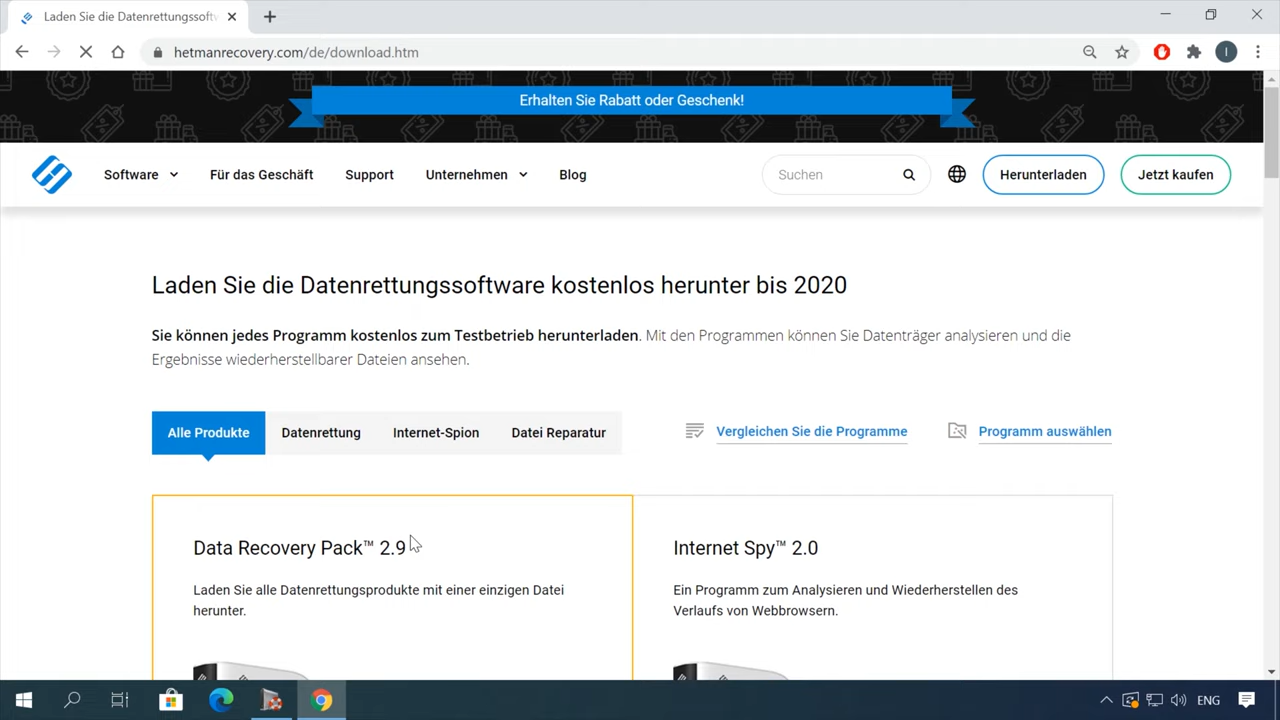 Laden Sie die Datenrettungssoftw
hetmanrecovery.com/de/download.htm
I
Erhalten Sie Rabatt oder Geschenk!
Software
Für das Geschäft
Support
Unternehmen
Blog
Suchen
Herunterladen
Jetzt kaufen
Laden Sie die Datenrettungssoftware kostenlos herunter bis 2020
Sie können jedes Programm kostenlos zum Testbetrieb herunterladen. Mit den Programmen können Sie Datenträger analysieren und die
Ergebnisse wiederherstellbarer Dateien ansehen.
Alle Produkte
Datenrettung
Internet-Spion
Datei Reparatur
Vergleichen Sie die Programme
Programm auswählen
Data Recovery Pack™ 2.9
Laden Sie alle Datenrettungsprodukte mit einer einzigen Datei
herunter.
Internet Spy™ 2.0
Ein Programm zum Analysieren und Wiederherstellen des
Verlaufs von Webbrowsern.
ENG